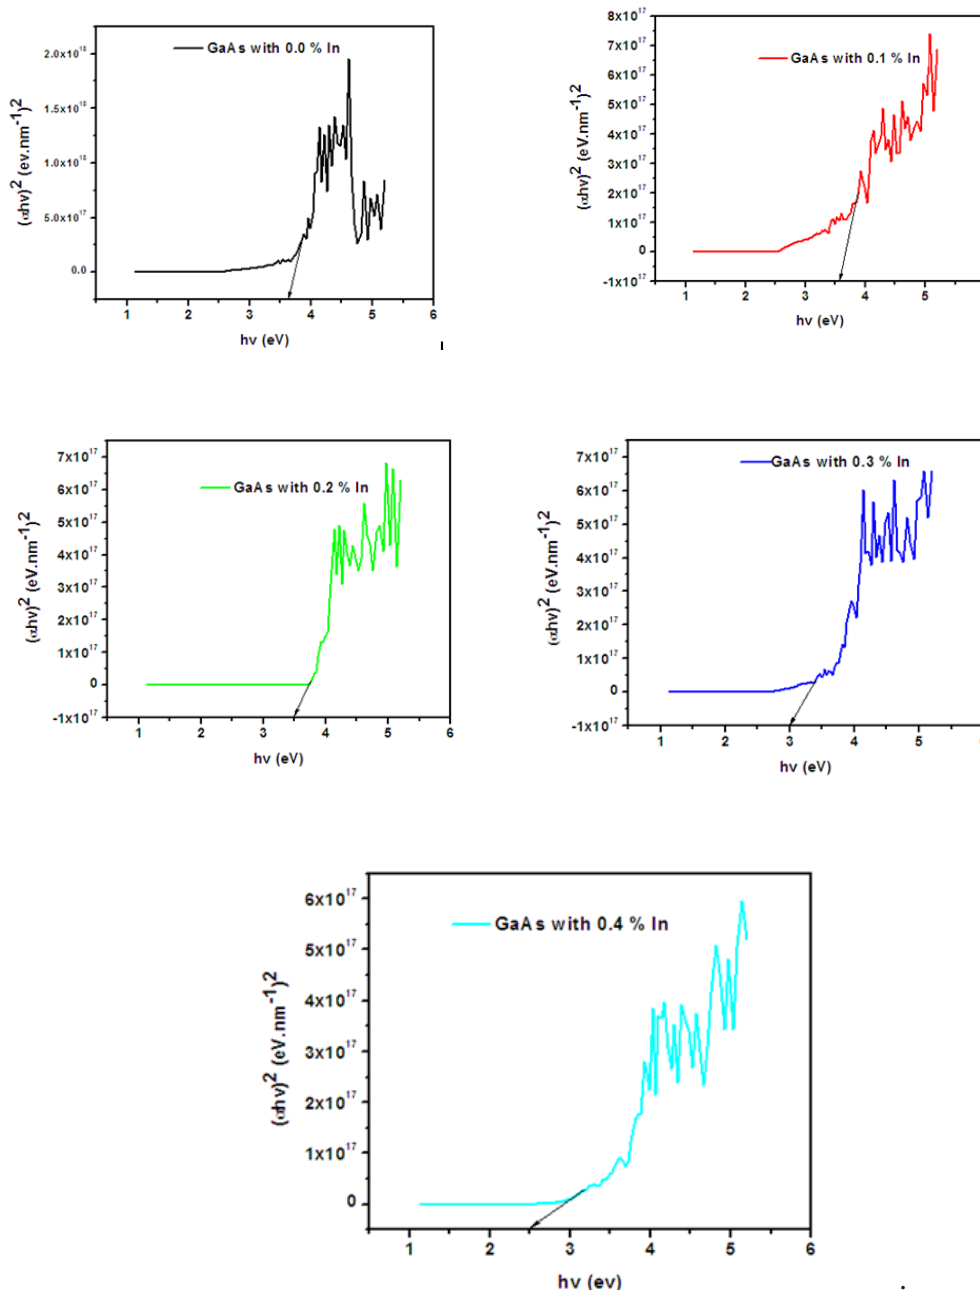 GaAs with 0.0 % In
2.0x10^18
1.5x10^18
1.0x10^18
5.0x10^17
0.0
(αhν)^2 (ev.nm^-1)^2
1 2 3 4 5 6
hν (eV)
GaAs with 0.1 % In
8x10^17
7x10^17
6x10^17
5x10^17
4x10^17
3x10^17
2x10^17
1x10^17
0
-1x10^17
(αhν)^2 (eV.nm^-1)^2
1 2 3 4 5
hν (eV)
GaAs with 0.2 % In
7x10^17
6x10^17
5x10^17
4x10^17
3x10^17
2x10^17
1x10^17
0
-1x10^17
(αhν)^2 (eV.nm^-1)^2
1 2 3 4 5 6
hν (eV)
GaAs with 0.3 % In
7x10^17
6x10^17
5x10^17
4x10^17
3x10^17
2x10^17
1x10^17
0
-1x10^17
(αhν)^2 (eV.nm^-1)^2
1 2 3 4 5
hν (eV)
GaAs with 0.4 % In
6x10^17
5x10^17
4x10^17
3x10^17
2x10^17
1x10^17
0
(αhν)^2 (eV.nm^-1)^2
1 2 3 4 5 6
hν (ev)
.